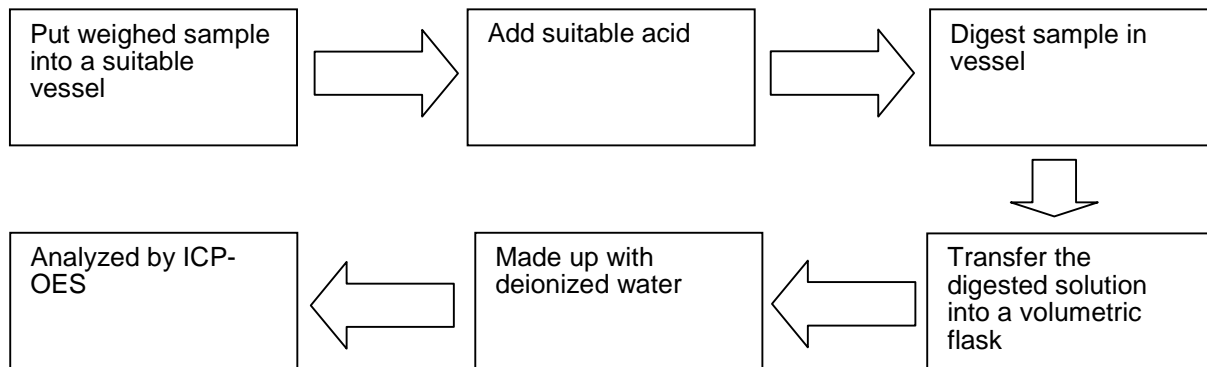 Put weighed sample
into a suitable
vessel
Add suitable acid
Digest sample in
vessel
Transfer the
digested solution
into a volumetric
flask
Made up with
deionized water
Analyzed by ICP-
OES